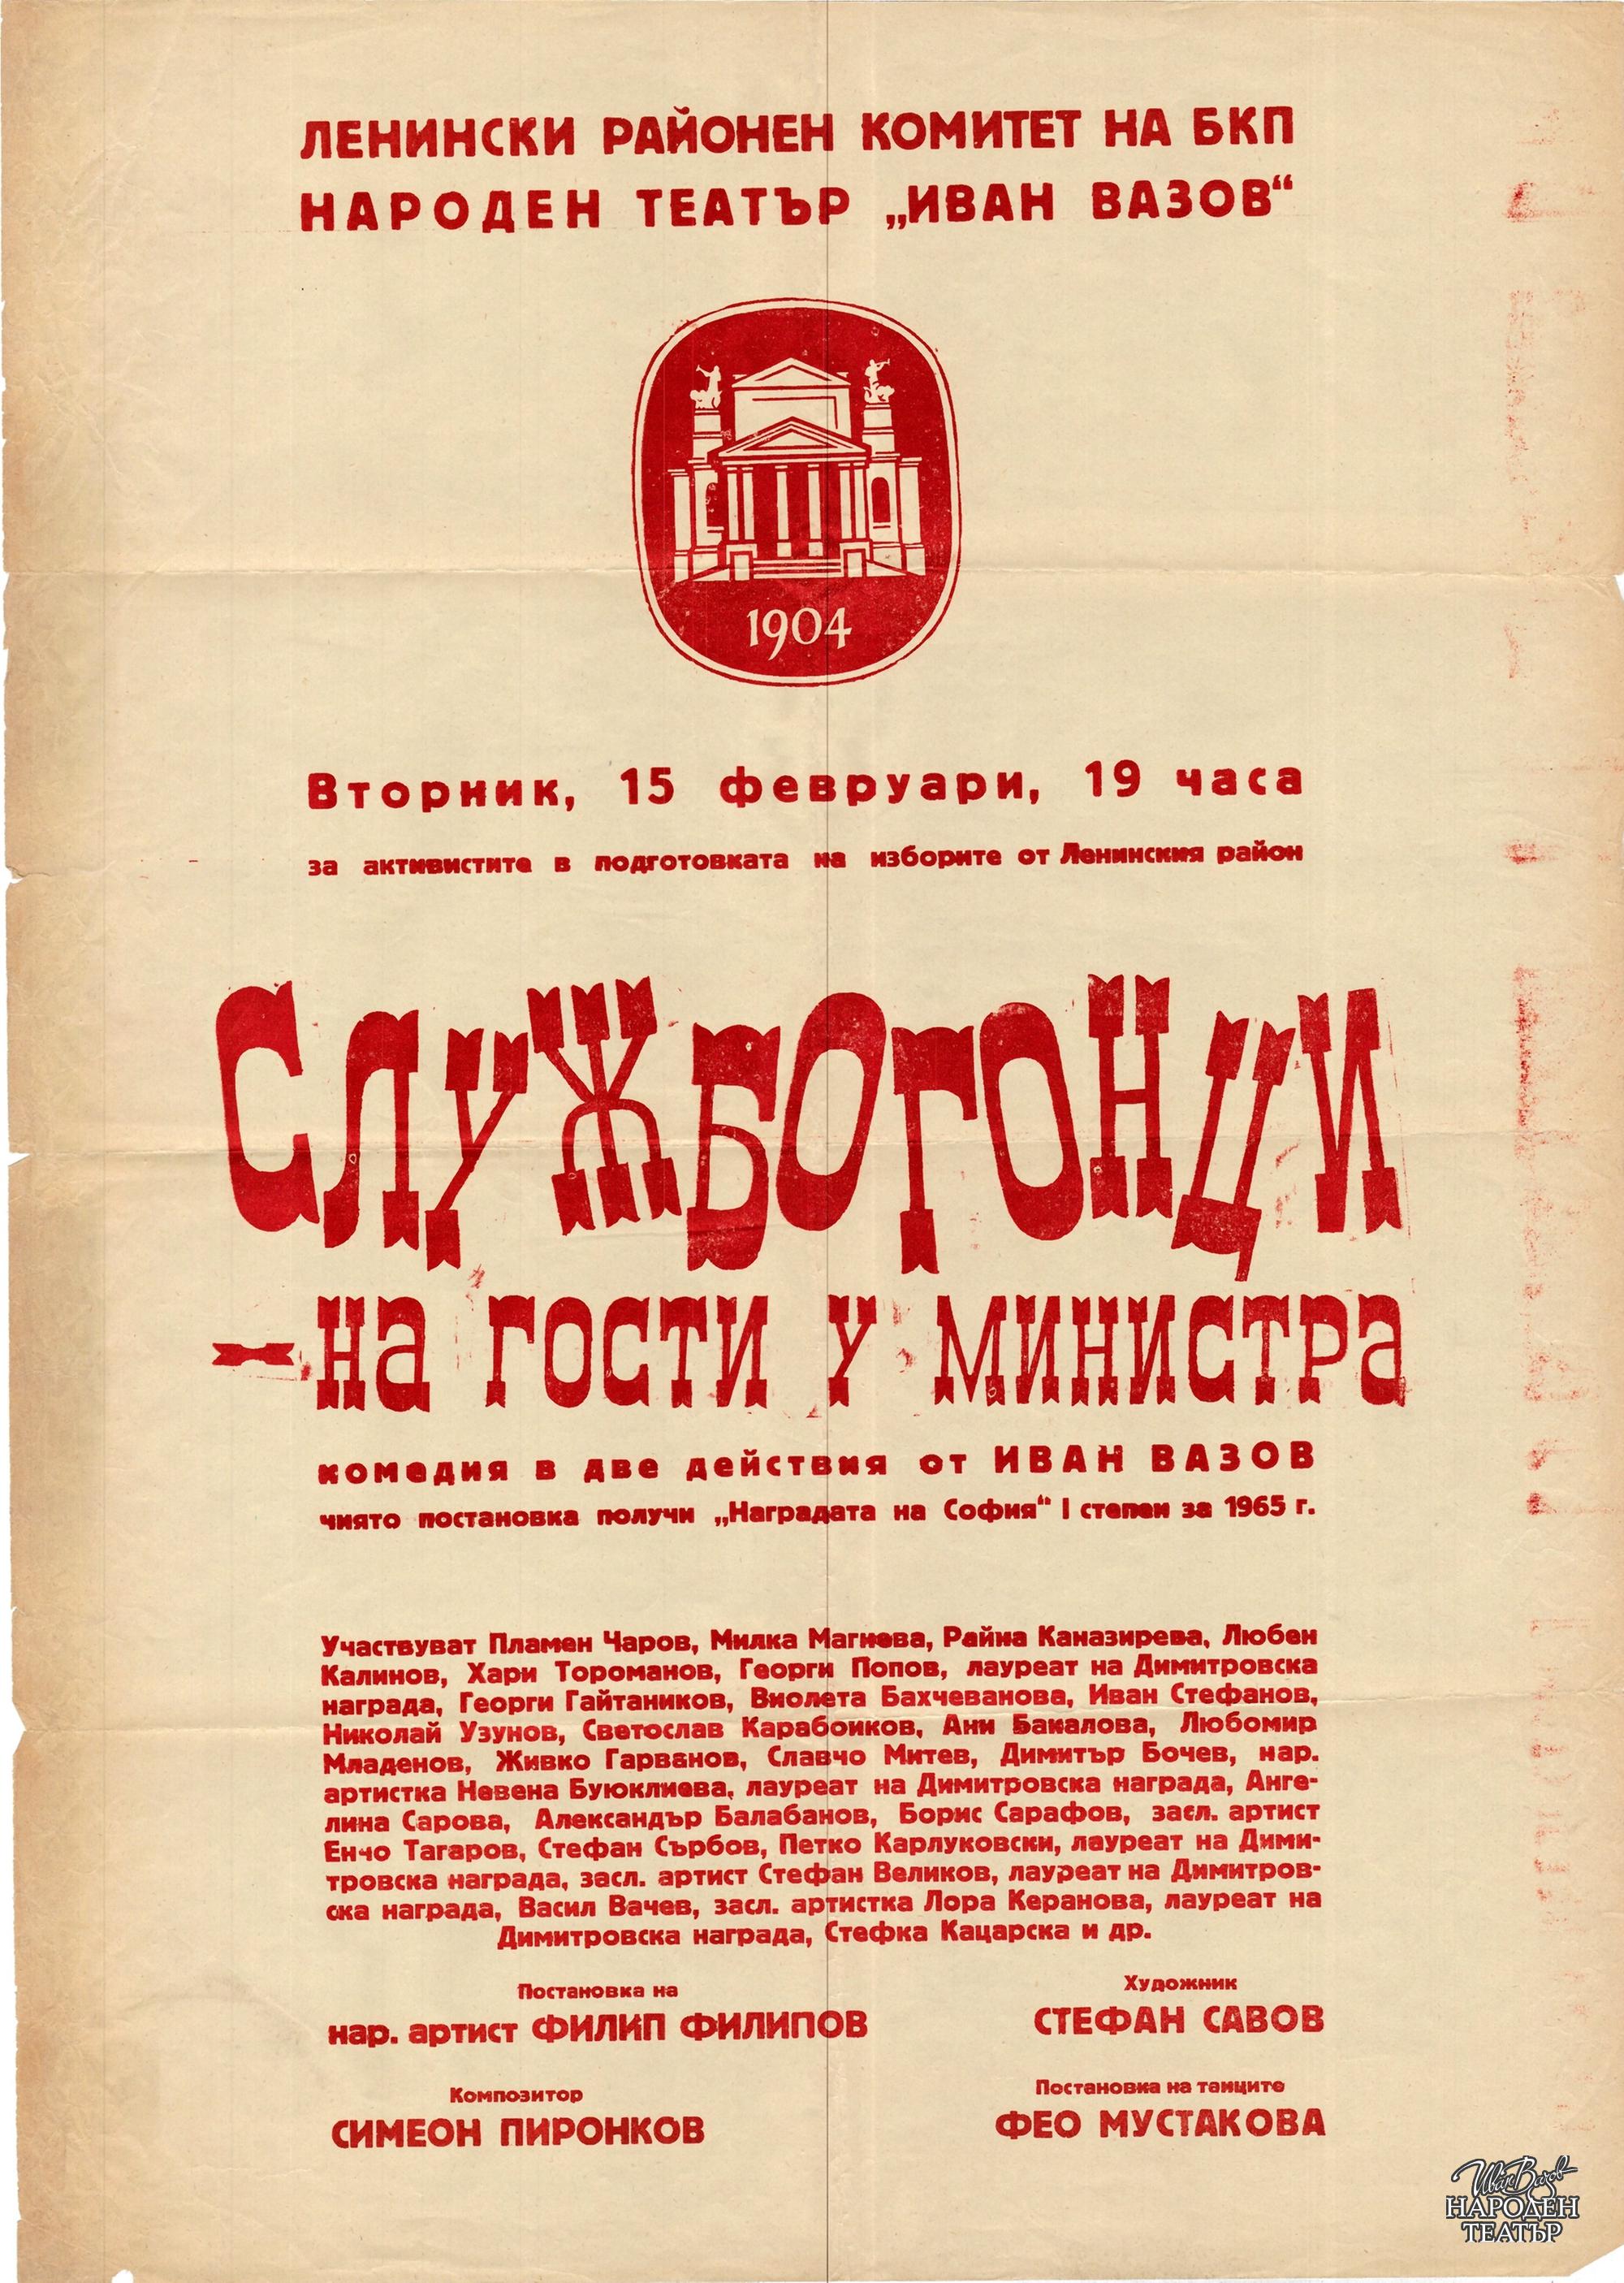 ЛЕНИНСКИ РАЙОНЕН КОМИТЕТ НА БКП
НАРОДЕН ТЕАТЪР „ИВАН ВАЗОВ“
1904
Вторник, 15 февруари, 19 часа
за активистите в подготовката на изборите от Ленинския район
СЛУЖБОГОНЦИ
– на гости у министра
комедия в две действия от ИВАН ВАЗОВ
чиято постановка получи „Наградата на София“ I степен за 1965 г.
Участвуват Пламен Чаров, Милка Магнева, Райна Каназирева, Любен
Калинов, Хари Тороманов, Георги Попов, лауреат на Димитровска
награда, Георги Гайтаников, Виолета Бахчеванова, Иван Стефанов,
Николай Узунов, Светослав Карабойков, Ани Бакалова, Любомир
Младенов, Живко Гарванов, Славчо Митев, Димитър Бочев, нар.
артистка Невена Буюклиева, лауреат на Димитровска награда, Анге-
лина Сарова, Александър Балабанов, Борис Сарафов, засл. артист
Енчо Тагаров, Стефан Сърбов, Петко Карлуковски, лауреат на Дими-
тровска награда, засл. артист Стефан Великов, лауреат на Димитров-
ска награда, Васил Вачев, засл. артистка Лора Керанова, лауреат на
Димитровска награда, Стефка Кацарска и др.
Постановка на
нар. артист ФИЛИП ФИЛИПОВ
Художник
СТЕФАН САВОВ
Композитор
СИМЕОН ПИРОНКОВ
Постановка на танците
ФЕО МУСТАКОВА
Иван Вазов
НАРОДЕН
ТЕАТЪР